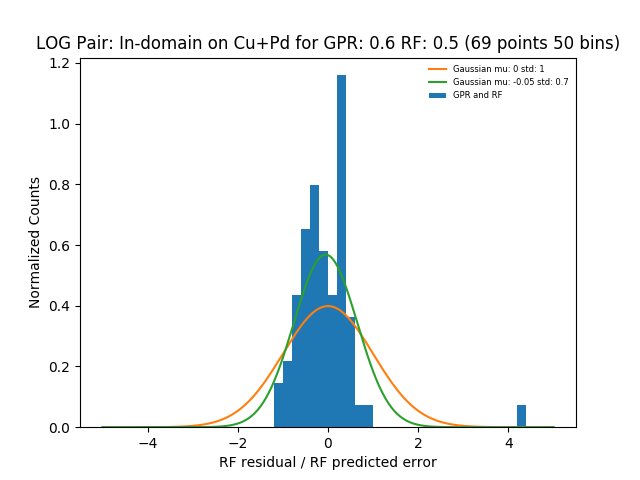 LOG Pair: In-domain on Cu+Pd for GPR: 0.6 RF: 0.5 (69 points 50 bins)
Gaussian mu: 0 std: 1
Gaussian mu: -0.05 std: 0.7
GPR and RF
Normalized Counts
1.2
1.0
0.8
0.6
0.4
0.2
0.0
−4
−2
0
2
4
RF residual / RF predicted error